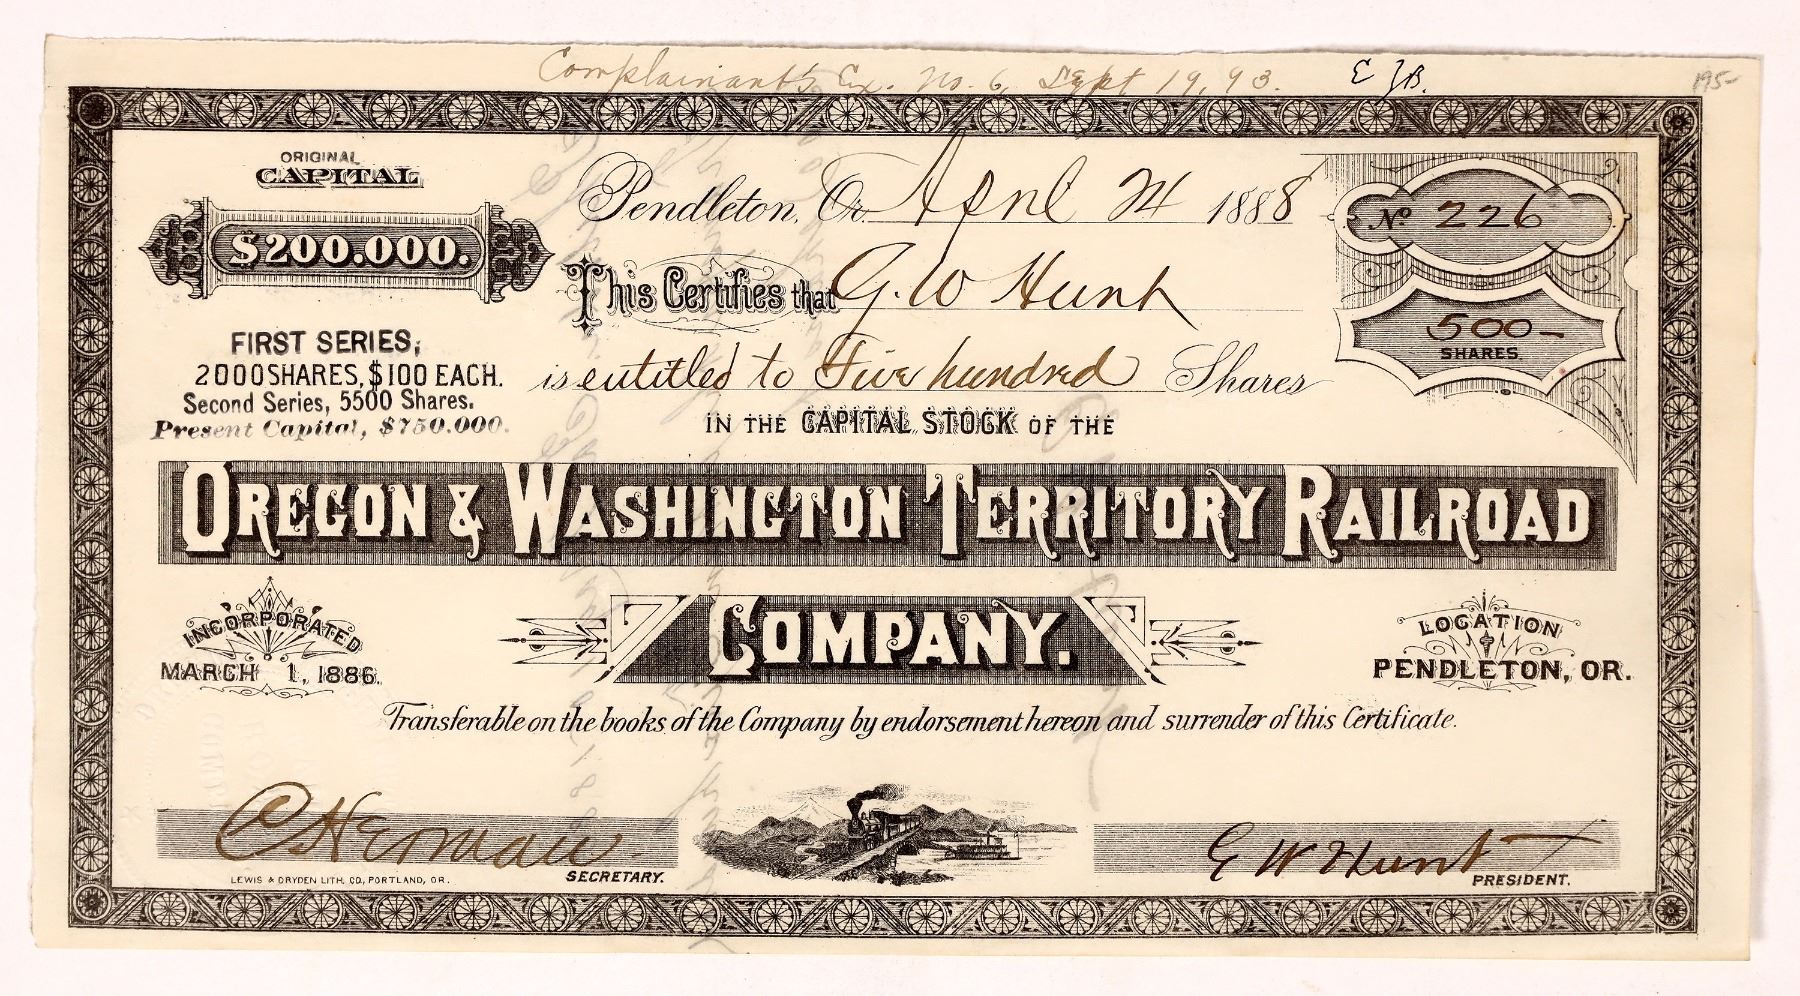 Complainant's Ex. No. 6, Sept 19, 93. E JB.
195-
ORIGINAL
CAPITAL
$200.000.
Pendleton, Or. April 24 1888
No 226
This Certifies that G. W Hunt
500-
SHARES.
FIRST SERIES,
2000 SHARES, $100 EACH.
Second Series, 5500 Shares.
Present Capital, $750.000.
is entitled to Five hundred Shares
IN THE CAPITAL STOCK OF THE
OREGON & WASHINGTON TERRITORY RAILROAD
COMPANY.
INCORPORATED
MARCH 1, 1886.
LOCATION
PENDLETON, OR.
Transferable on the books of the Company by endorsement hereon and surrender of this Certificate.
SECRETARY.
G W Hunt
PRESIDENT.
LEWIS & DRYDEN LITH. CO, PORTLAND, OR.